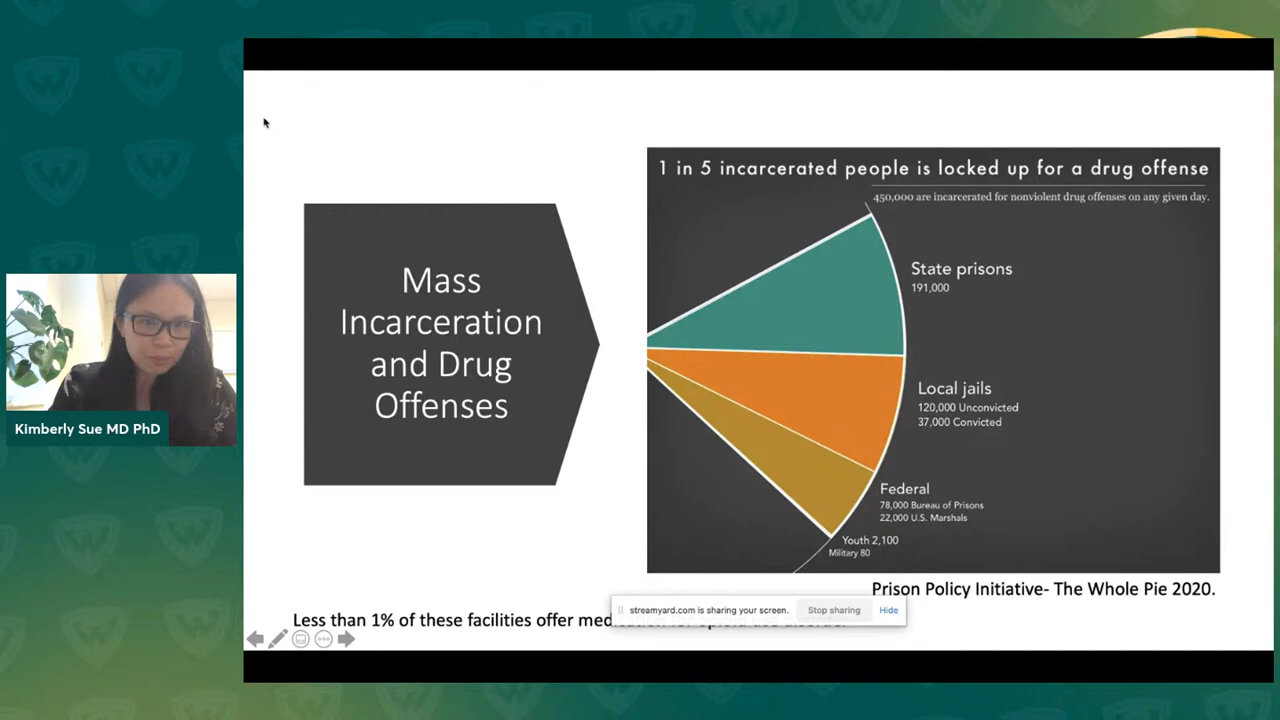 1 in 5 incarcerated people is locked up for a drug offense
450,000 are incarcerated for nonviolent drug offenses on any given day.
Mass
Incarceration
and Drug
Offenses
State prisons
191,000
Local jails
120,000 Unconvicted
37,000 Convicted
Federal
78,000 Bureau of Prisons
22,000 U.S. Marshals
Youth 2,100
Military 80
Kimberly Sue MD PhD
Prison Policy Initiative- The Whole Pie 2020.
streamyard.com is sharing your screen.
Stop sharing
Hide
Less than 1% of these facilities offer